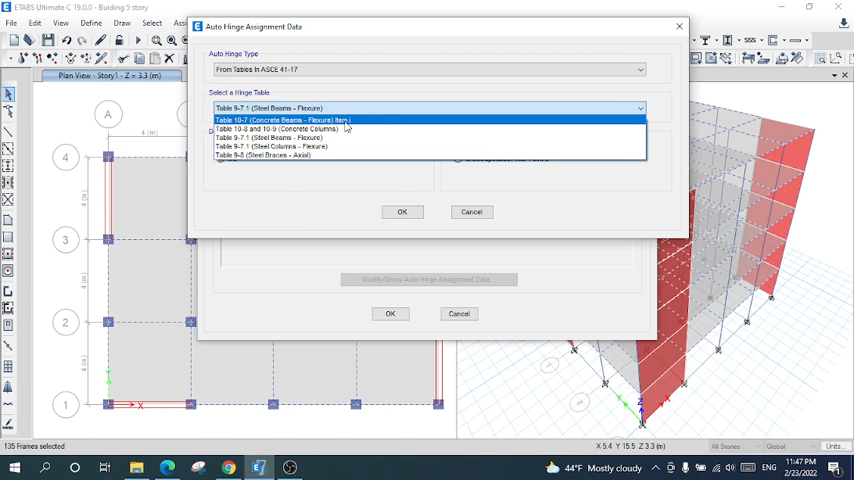 ETABS Ultimate C 19.0.0 - Buiding 5 story
File Edit View Define Draw Select
Auto Hinge Assignment Data
Auto Hinge Type
From Tables In ASCE 41-17
Select a Hinge Table
Table 9-7.1 (Steel Beams - Flexure)
Table 10-7 (Concrete Beams - Flexure) Item i
Table 10-8 and 10-9 (Concrete Columns)
Table 9-7.1 (Steel Beams - Flexure)
Table 9-7.1 (Steel Columns - Flexure)
Table 9-8 (Steel Braces - Axial)
OK Cancel
Modify/Show Auto Hinge Assignment Data...
OK Cancel
Plan View - Story1 - Z = 3.3 (m)
A
4 (m)
4
3
2
1
4 (m)
4 (m)
4 (m)
Y
X
Z
Y
X
135 Frames selected
X 5.4 Y 15.5 Z 3.3 (m)
All Stories
Global
Units...
44°F Mostly cloudy
ENG
11:47 PM
2/23/2022